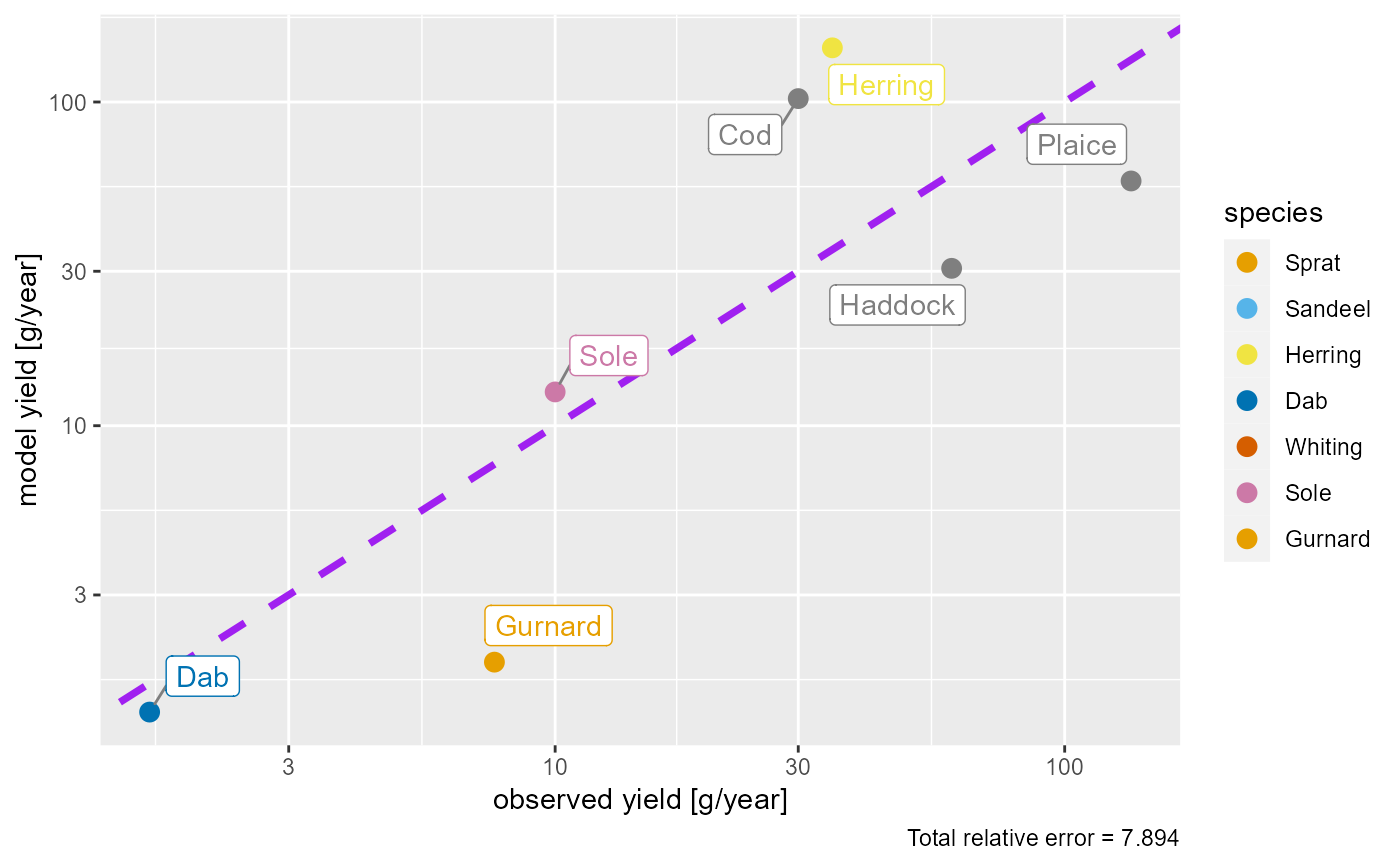 model yield [g/year]
100
30
10
3
Herring
Cod
Plaice
Haddock
Sole
Gurnard
Dab
3
10
30
100
observed yield [g/year]
Total relative error = 7.894
species
Sprat
Sandeel
Herring
Dab
Whiting
Sole
Gurnard